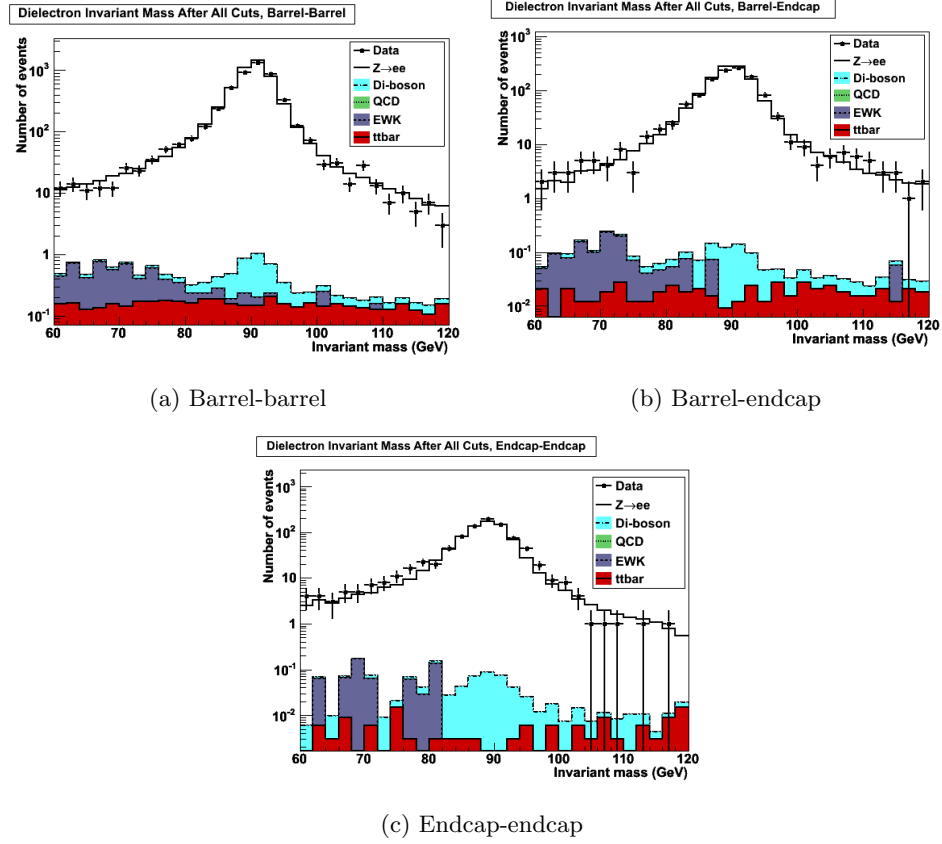 Dielectron Invariant Mass After All Cuts, Barrel-Barrel
Number of events
10³
10²
10
1
10⁻¹
Data
Z→ee
Di-boson
QCD
EWK
ttbar
60 70 80 90 100 110 120
Invariant mass (GeV)
(a) Barrel-barrel
Dielectron Invariant Mass After All Cuts, Barrel-Endcap
Number of events
10³
10²
10
1
10⁻¹
10⁻²
Data
Z→ee
Di-boson
QCD
EWK
ttbar
60 70 80 90 100 110 120
Invariant mass (GeV)
(b) Barrel-endcap
Dielectron Invariant Mass After All Cuts, Endcap-Endcap
Number of events
10³
10²
10
1
10⁻¹
10⁻²
Data
Z→ee
Di-boson
QCD
EWK
ttbar
60 70 80 90 100 110 120
Invariant mass (GeV)
(c) Endcap-endcap